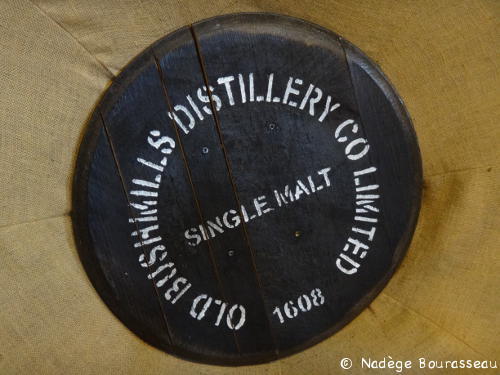 OLD BUSHMILLS DISTILLERY CO LIMITED
SINGLE MALT
1608
© Nadège Bourasseau